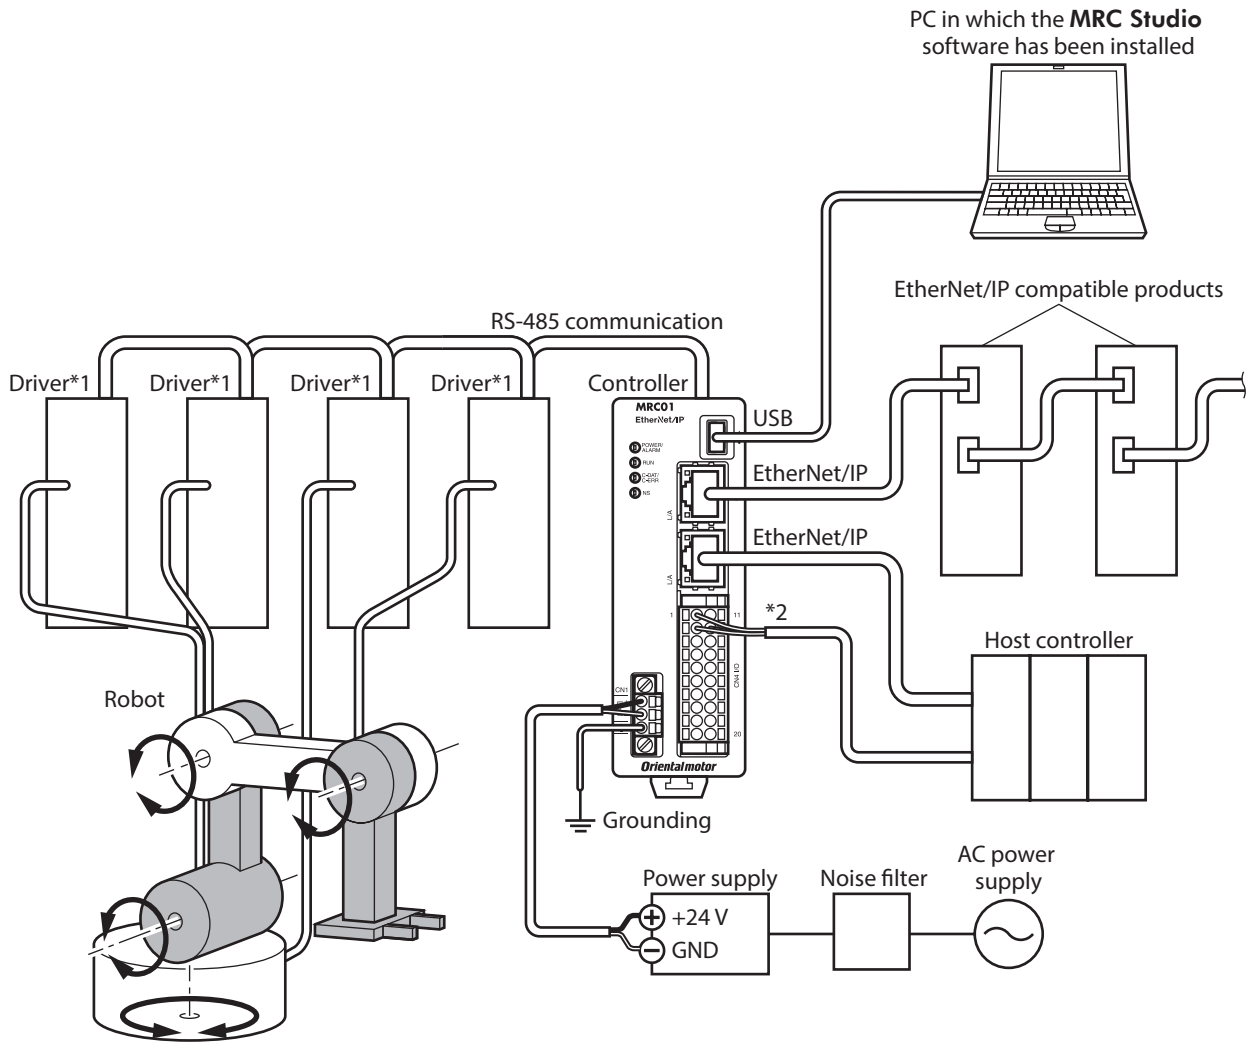 PC in which the MRC Studio
software has been installed
EtherNet/IP compatible products
RS-485 communication
Driver*1
Driver*1
Driver*1
Driver*1
Controller
MRC01
EtherNet/IP
POWER/
ALARM
RUN
C-DAT/
C-ERR
NS
USB
L/A
EtherNet/IP
L/A
EtherNet/IP
1
11
*2
CN4 I/O
20
CN1
Host controller
Robot
Orientalmotor
Grounding
Power supply
+24 V
GND
Noise filter
AC power
supply